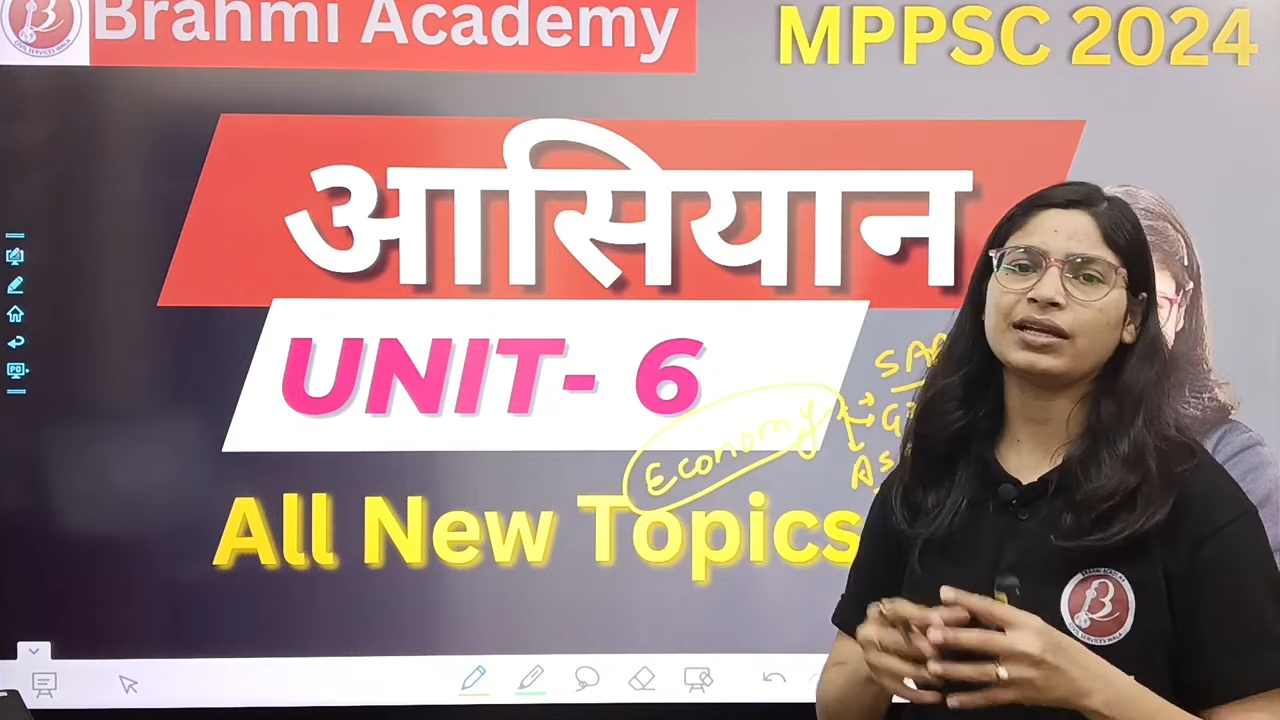 Brahmi Academy
MPPSC 2024
आसियान
UNIT- 6
Economy
All New Topics